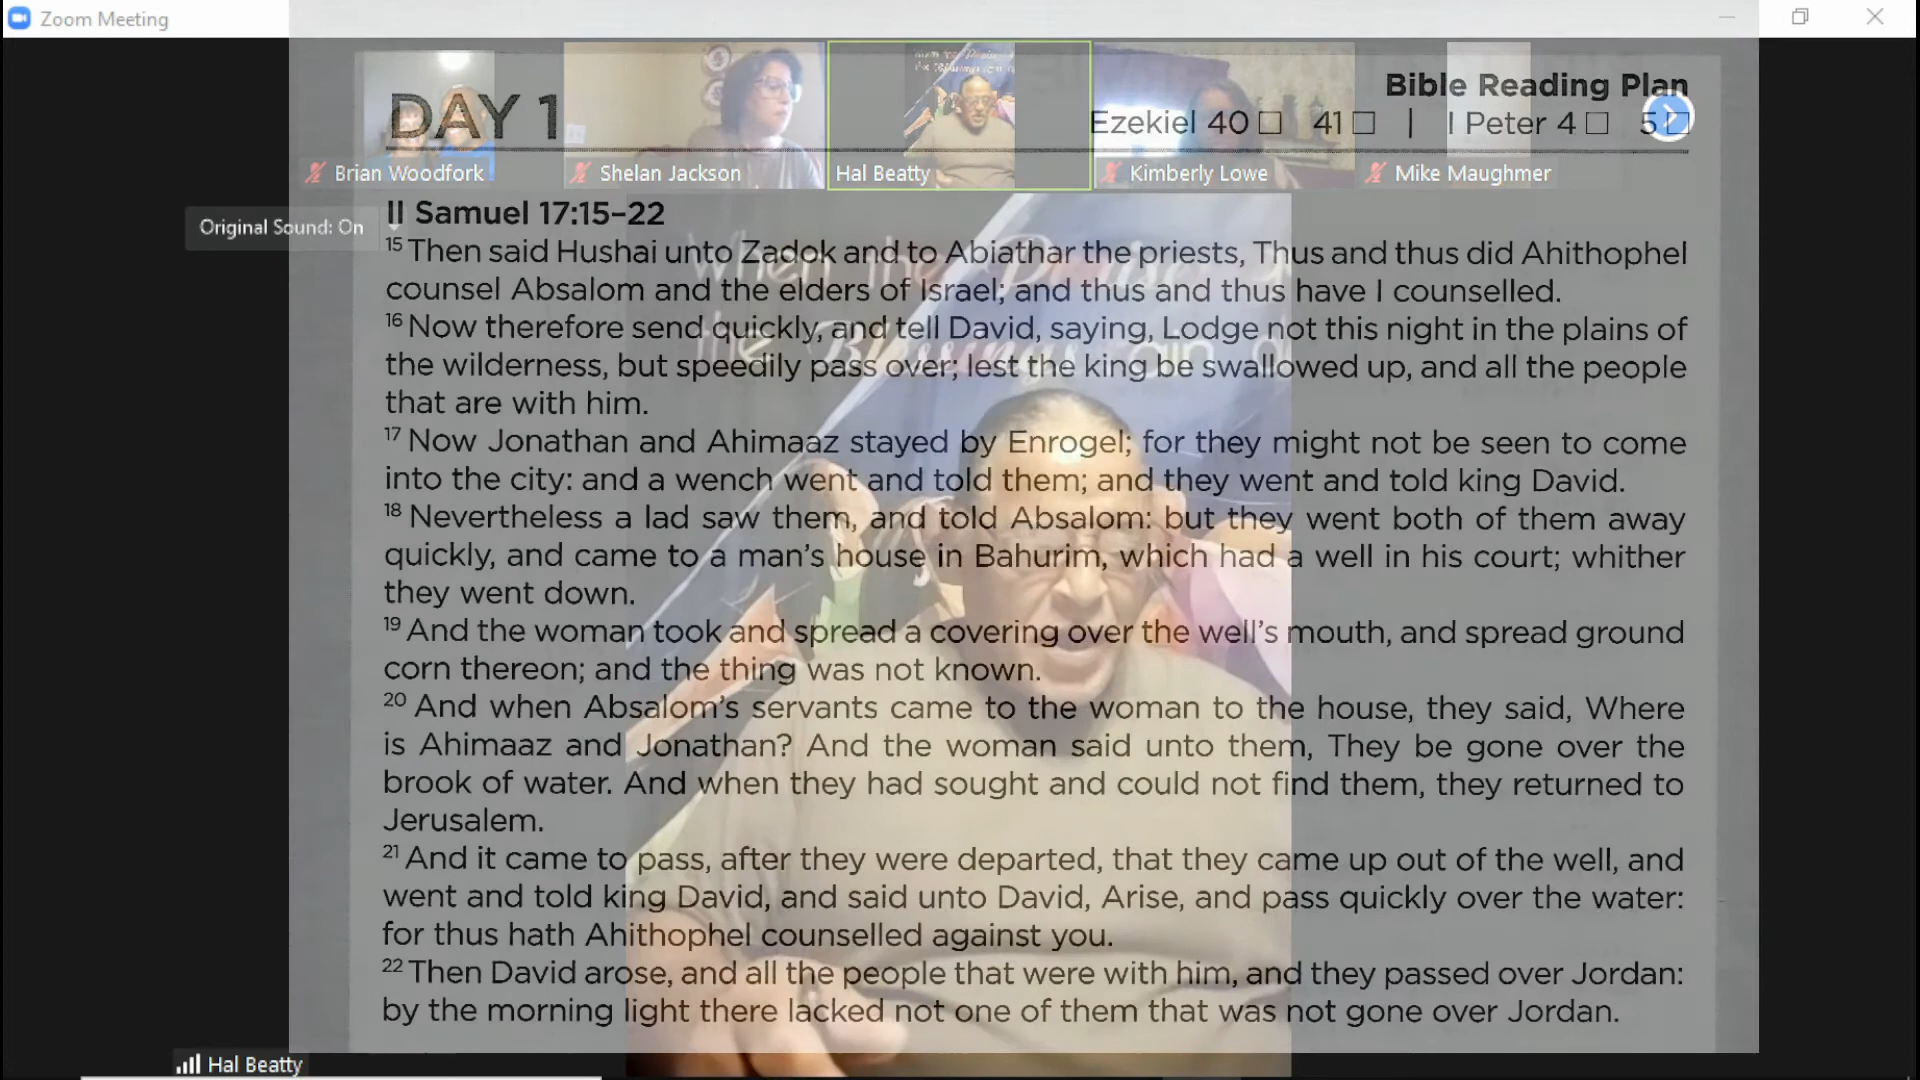 Zoom Meeting
Bible Reading Plan
DAY 1
Ezekiel 40 □ 41 □ | I Peter 4 □ 5 □
Brian Woodfork
Shelan Jackson
Hal Beatty
Kimberly Lowe
Mike Maughmer
Original Sound: On
II Samuel 17:15–22
15 Then said Hushai unto Zadok and to Abiathar the priests, Thus and thus did Ahithophel
counsel Absalom and the elders of Israel; and thus and thus have I counselled.
16 Now therefore send quickly, and tell David, saying, Lodge not this night in the plains of
the wilderness, but speedily pass over; lest the king be swallowed up, and all the people
that are with him.
17 Now Jonathan and Ahimaaz stayed by Enrogel; for they might not be seen to come
into the city: and a wench went and told them; and they went and told king David.
18 Nevertheless a lad saw them, and told Absalom: but they went both of them away
quickly, and came to a man's house in Bahurim, which had a well in his court; whither
they went down.
19 And the woman took and spread a covering over the well's mouth, and spread ground
corn thereon; and the thing was not known.
20 And when Absalom's servants came to the woman to the house, they said, Where
is Ahimaaz and Jonathan? And the woman said unto them, They be gone over the
brook of water. And when they had sought and could not find them, they returned to
Jerusalem.
21 And it came to pass, after they were departed, that they came up out of the well, and
went and told king David, and said unto David, Arise, and pass quickly over the water:
for thus hath Ahithophel counselled against you.
22 Then David arose, and all the people that were with him, and they passed over Jordan:
by the morning light there lacked not one of them that was not gone over Jordan.
When the Praises
the Blessings
Hal Beatty